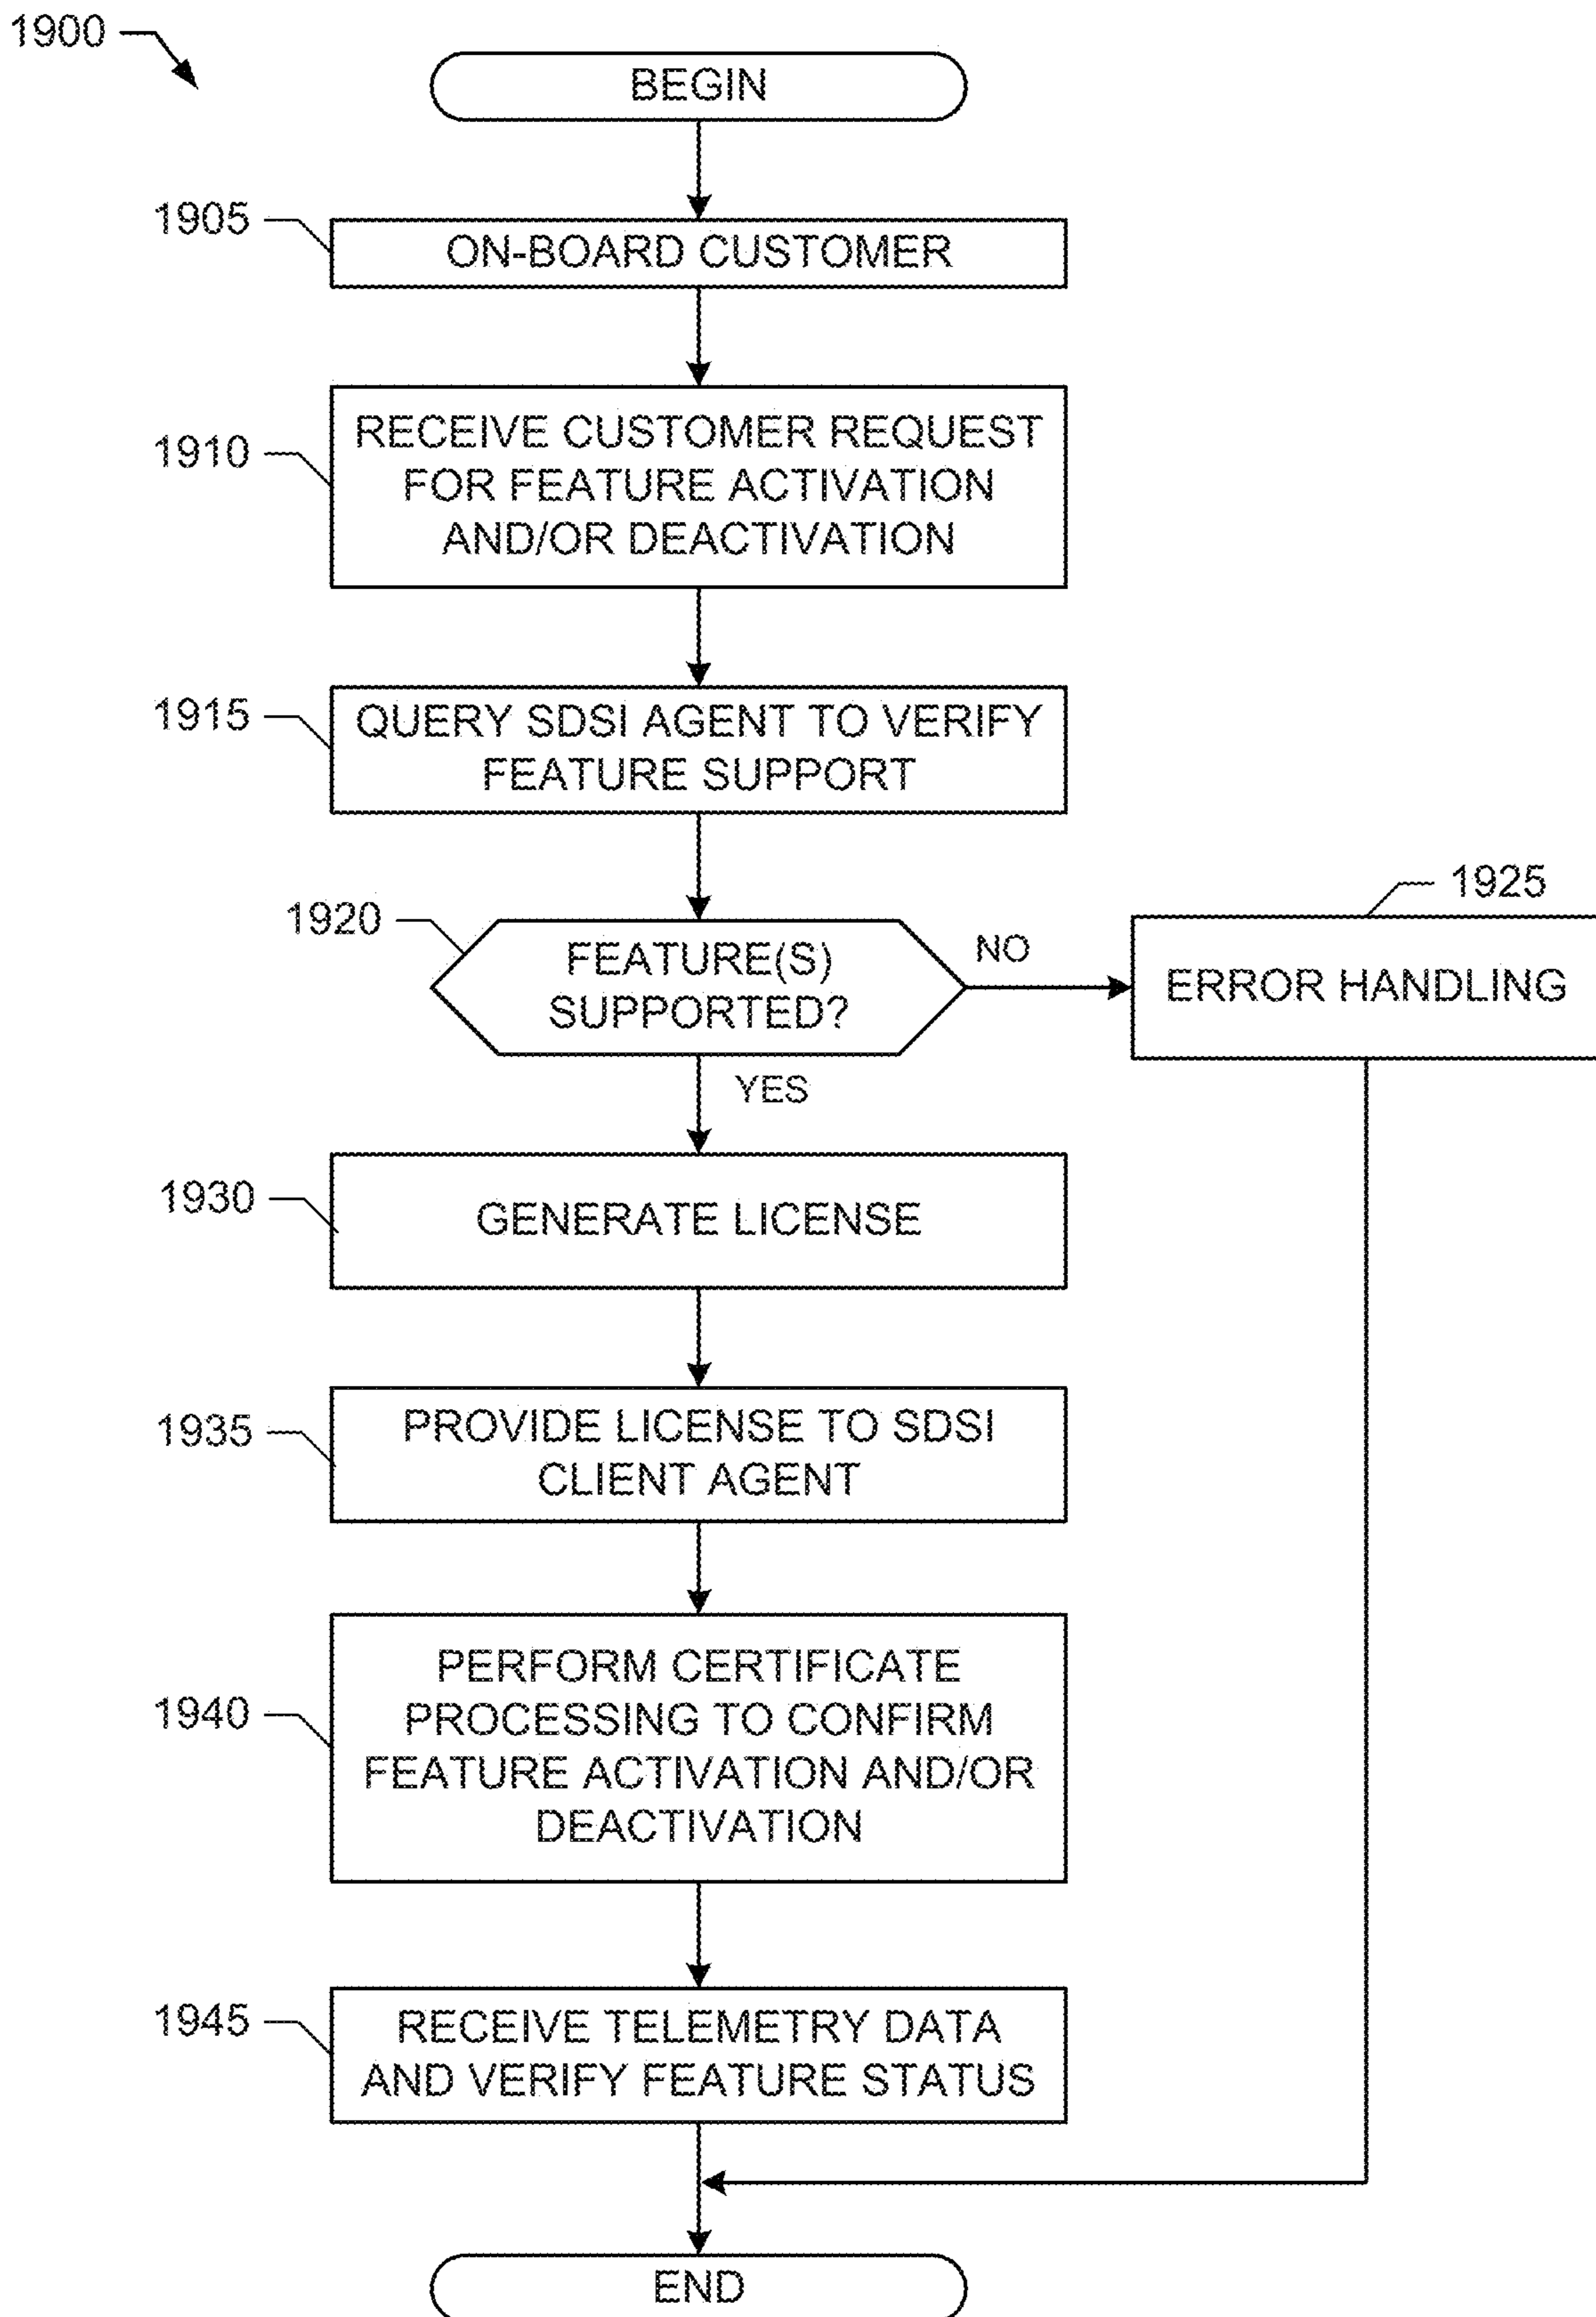 1900
BEGIN
1905
ON-BOARD CUSTOMER
1910
RECEIVE CUSTOMER REQUEST
FOR FEATURE ACTIVATION
AND/OR DEACTIVATION
1915
QUERY SDSI AGENT TO VERIFY
FEATURE SUPPORT
1920
FEATURE(S)
SUPPORTED?
NO
1925
ERROR HANDLING
YES
1930
GENERATE LICENSE
1935
PROVIDE LICENSE TO SDSI
CLIENT AGENT
1940
PERFORM CERTIFICATE
PROCESSING TO CONFIRM
FEATURE ACTIVATION AND/OR
DEACTIVATION
1945
RECEIVE TELEMETRY DATA
AND VERIFY FEATURE STATUS
END